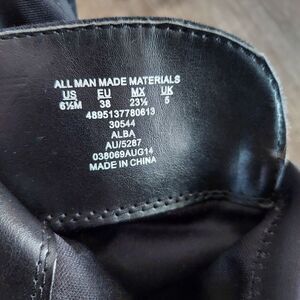 ALL MAN MADE MATERIALS
US EU MX UK
6½M 38 23½ 5
4895137780613
30544
ALBA
AU/5287
038069AUG14
MADE IN CHINA